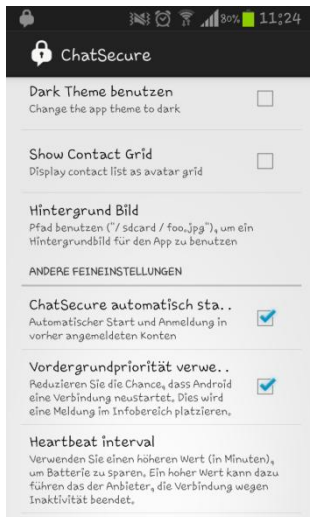 80% 11:24
ChatSecure
Dark Theme benutzen
Change the app theme to dark
Show Contact Grid
Display contact list as avatar grid
Hintergrund Bild
Pfad benutzen ("/ sdcard / foo.jpg"), um ein
Hintergrundbild für den App zu benutzen
ANDERE FEINEINSTELLUNGEN
ChatSecure automatisch sta..
Automatischer Start und Anmeldung in
vorher angemeldeten Konten
Vordergrundpriorität verwe..
Reduzieren Sie die Chance, dass Android
eine Verbindung neustartet. Dies wird
eine Meldung im Infobereich platzieren.
Heartbeat interval
Verwenden Sie einen höheren Wert (in Minuten),
um Batterie zu sparen. Ein hoher Wert kann dazu
führen das der Anbieter, die Verbindung wegen
Inaktivität beendet.